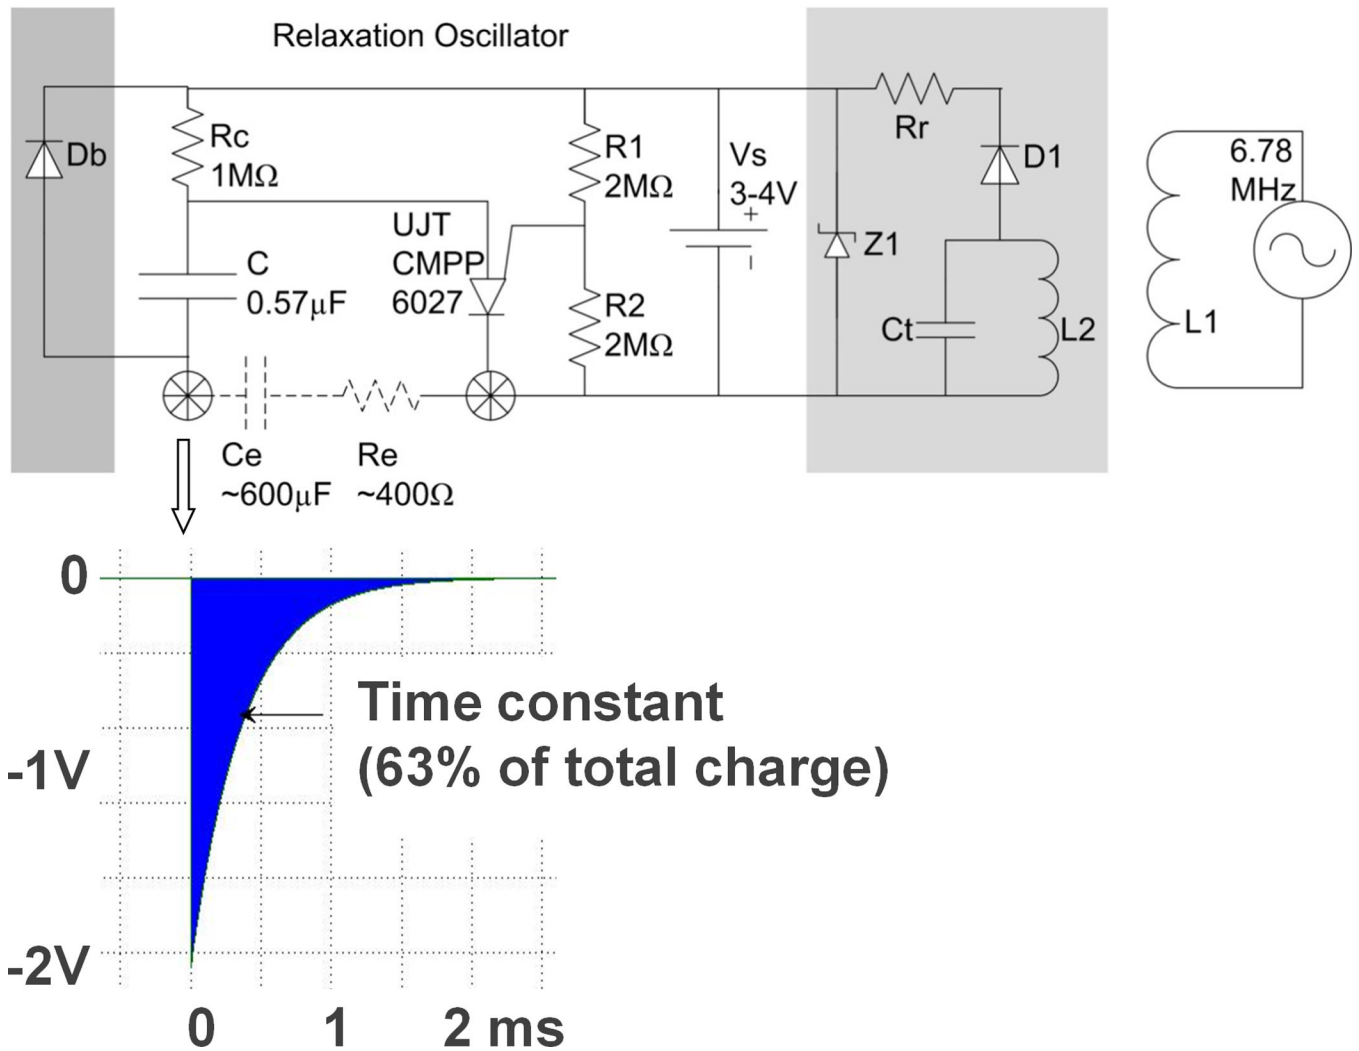 Relaxation Oscillator
Db
Rc
1MΩ
C
0.57µF
UJT
CMPP
6027
R1
2MΩ
R2
2MΩ
Vs
3-4V
+
Z1
Rr
D1
Ct
L2
L1
6.78
MHz
Ce
~600µF
Re
~400Ω
0
-1V
-2V
Time constant
(63% of total charge)
0 1 2 ms